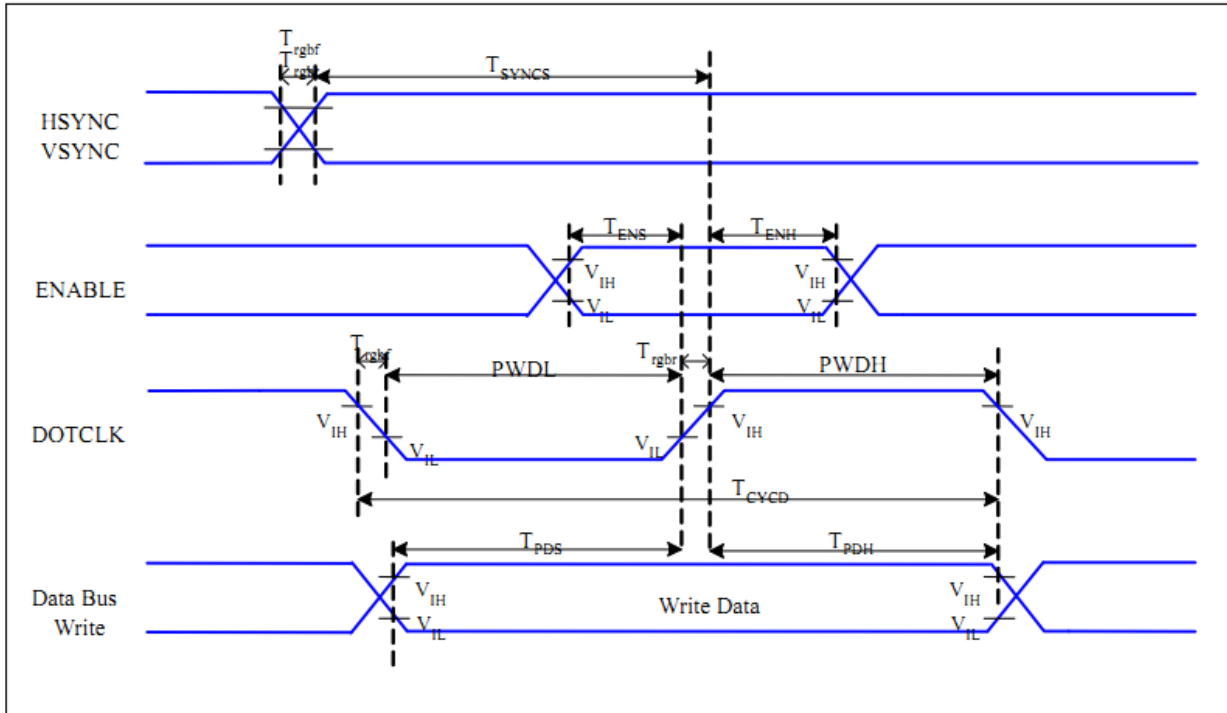 Trgbf
Trgbr
TSYNCS
HSYNC
VSYNC
TENS
TENH
VIH
VIH
ENABLE
VIL
VIL
Trgbf
Trgbr
PWDL
PWDH
VIH
VIH
VIH
DOTCLK
VIL
VIL
TCYCD
TPDS
TPDH
VIH
VIH
Data Bus
Write
Write Data
VIL
VIL